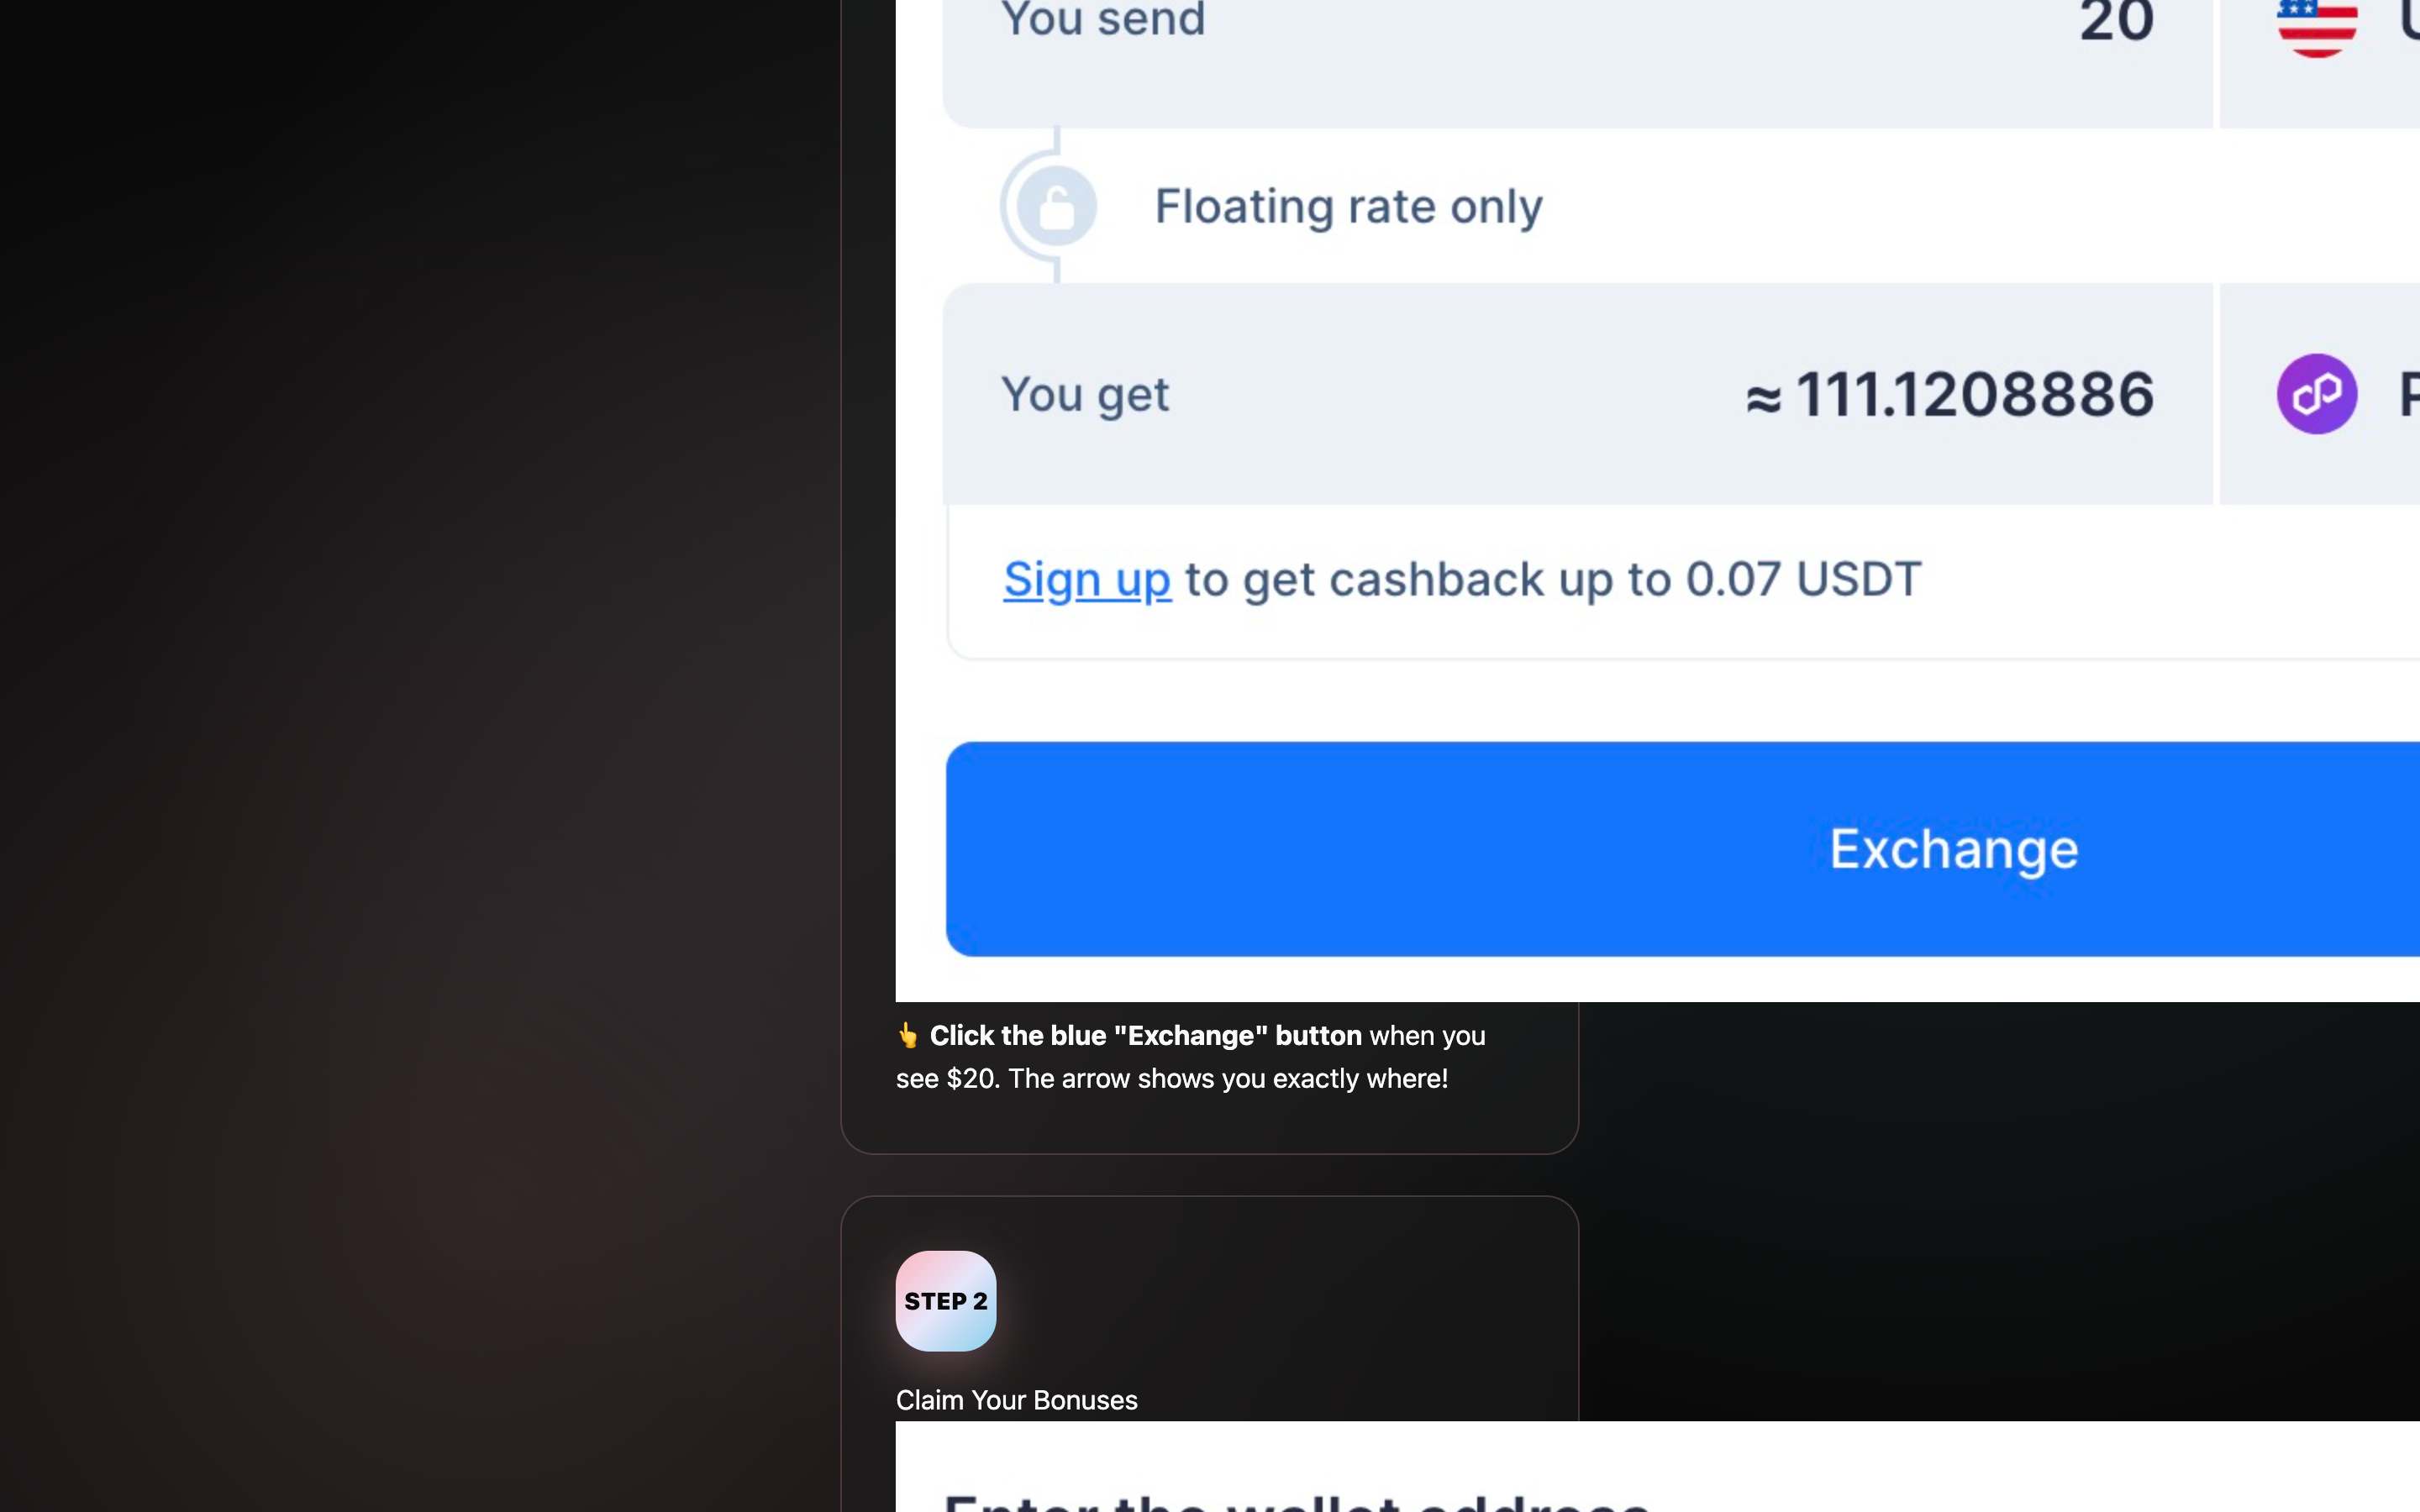 You send 20
Floating rate only
You get ≈ 111.1208886
Sign up to get cashback up to 0.07 USDT
Exchange
👆 Click the blue "Exchange" button when you
see $20. The arrow shows you exactly where!
STEP 2
Claim Your Bonuses
Enter the wallet address